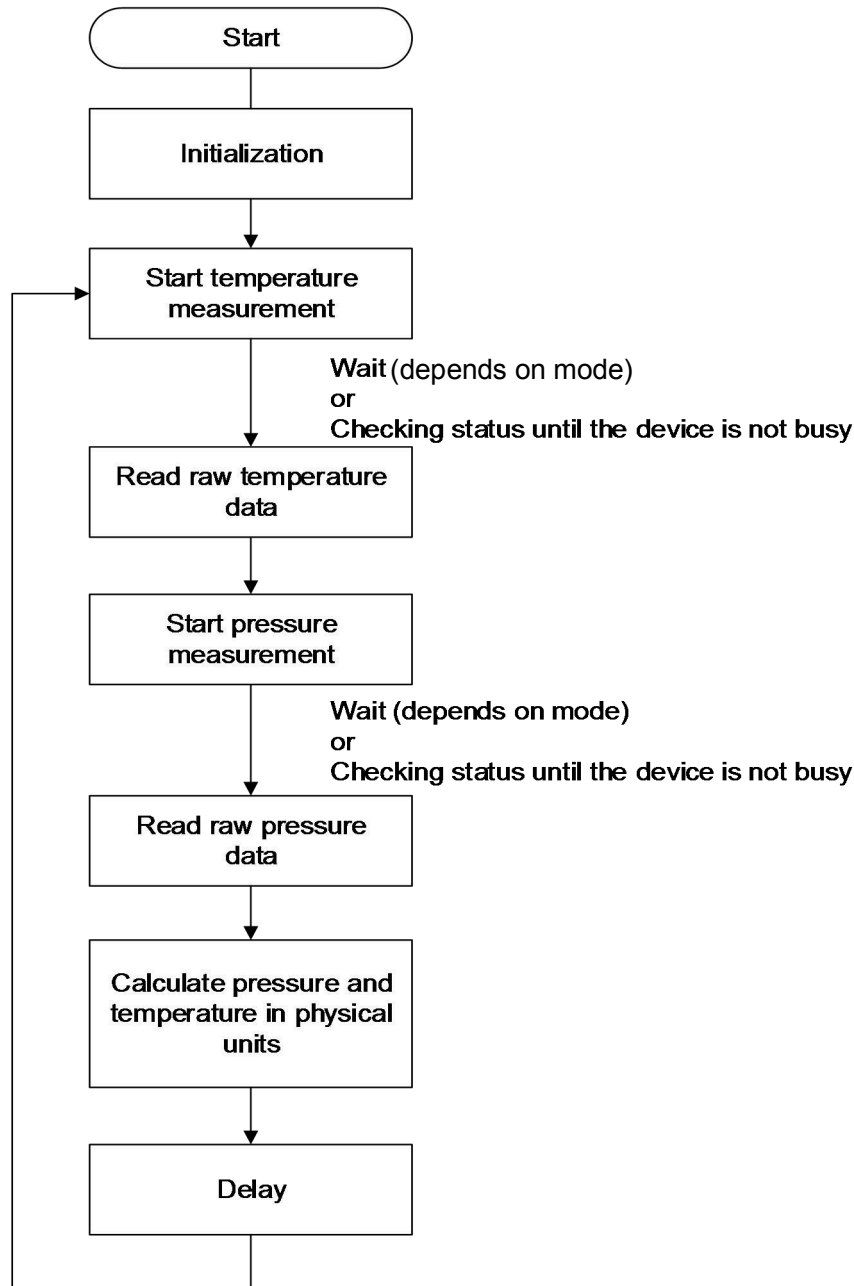 Start
Initialization
Start temperature
measurement
Wait (depends on mode)
or
Checking status until the device is not busy
Read raw temperature
data
Start pressure
measurement
Wait (depends on mode)
or
Checking status until the device is not busy
Read raw pressure
data
Calculate pressure and
temperature in physical
units
Delay